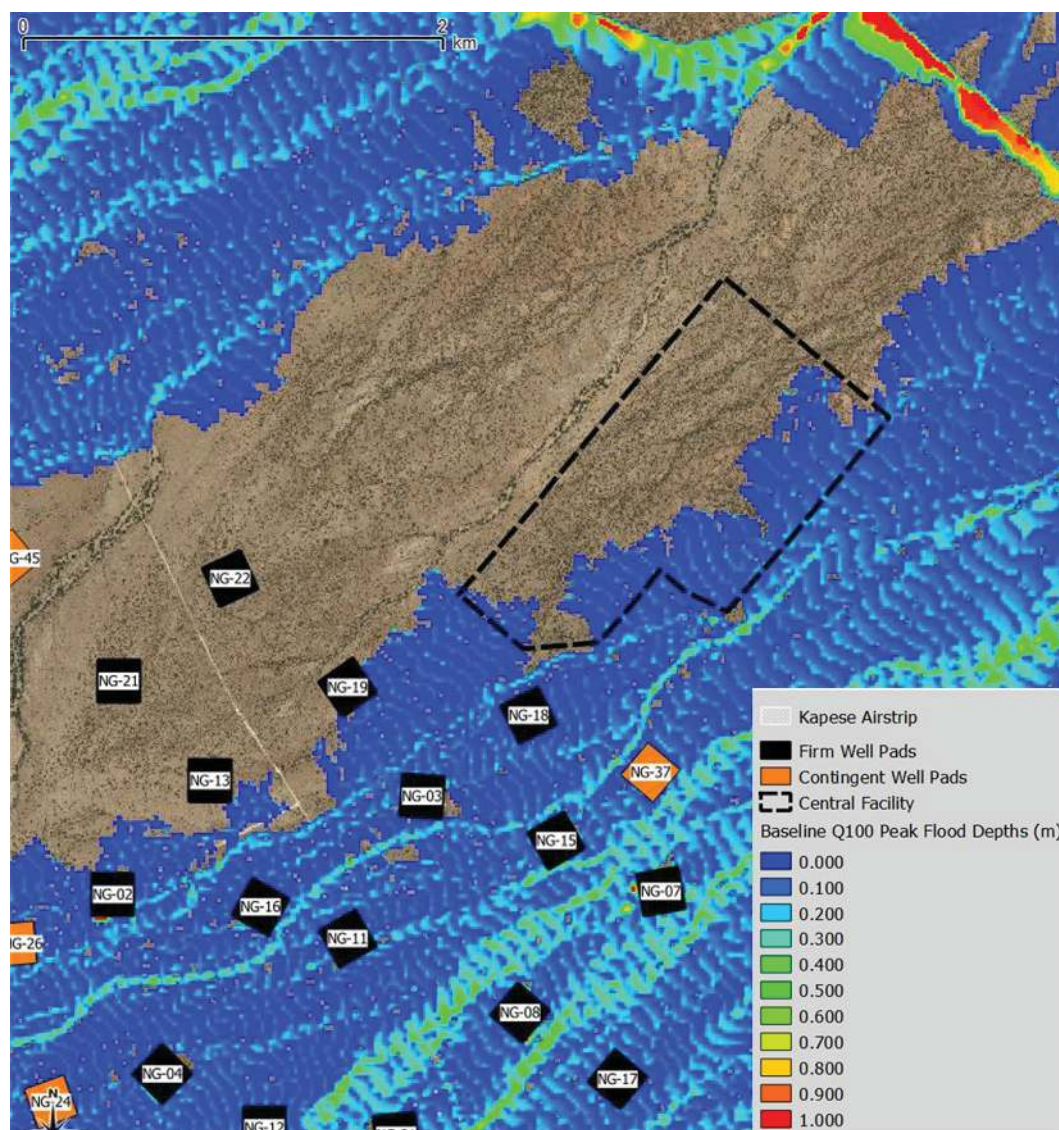 0 2
km
G-45
NG-22
NG-21
NG-19
NG-18
NG-13
NG-03
NG-37
NG-15
NG-02
NG-16
NG-07
G-26
NG-11
NG-08
NG-04
NG-17
N
NG-24
NG-12
Kapese Airstrip
Firm Well Pads
Contingent Well Pads
Central Facility
Baseline Q100 Peak Flood Depths (m)
0.000
0.100
0.200
0.300
0.400
0.500
0.600
0.700
0.800
0.900
1.000